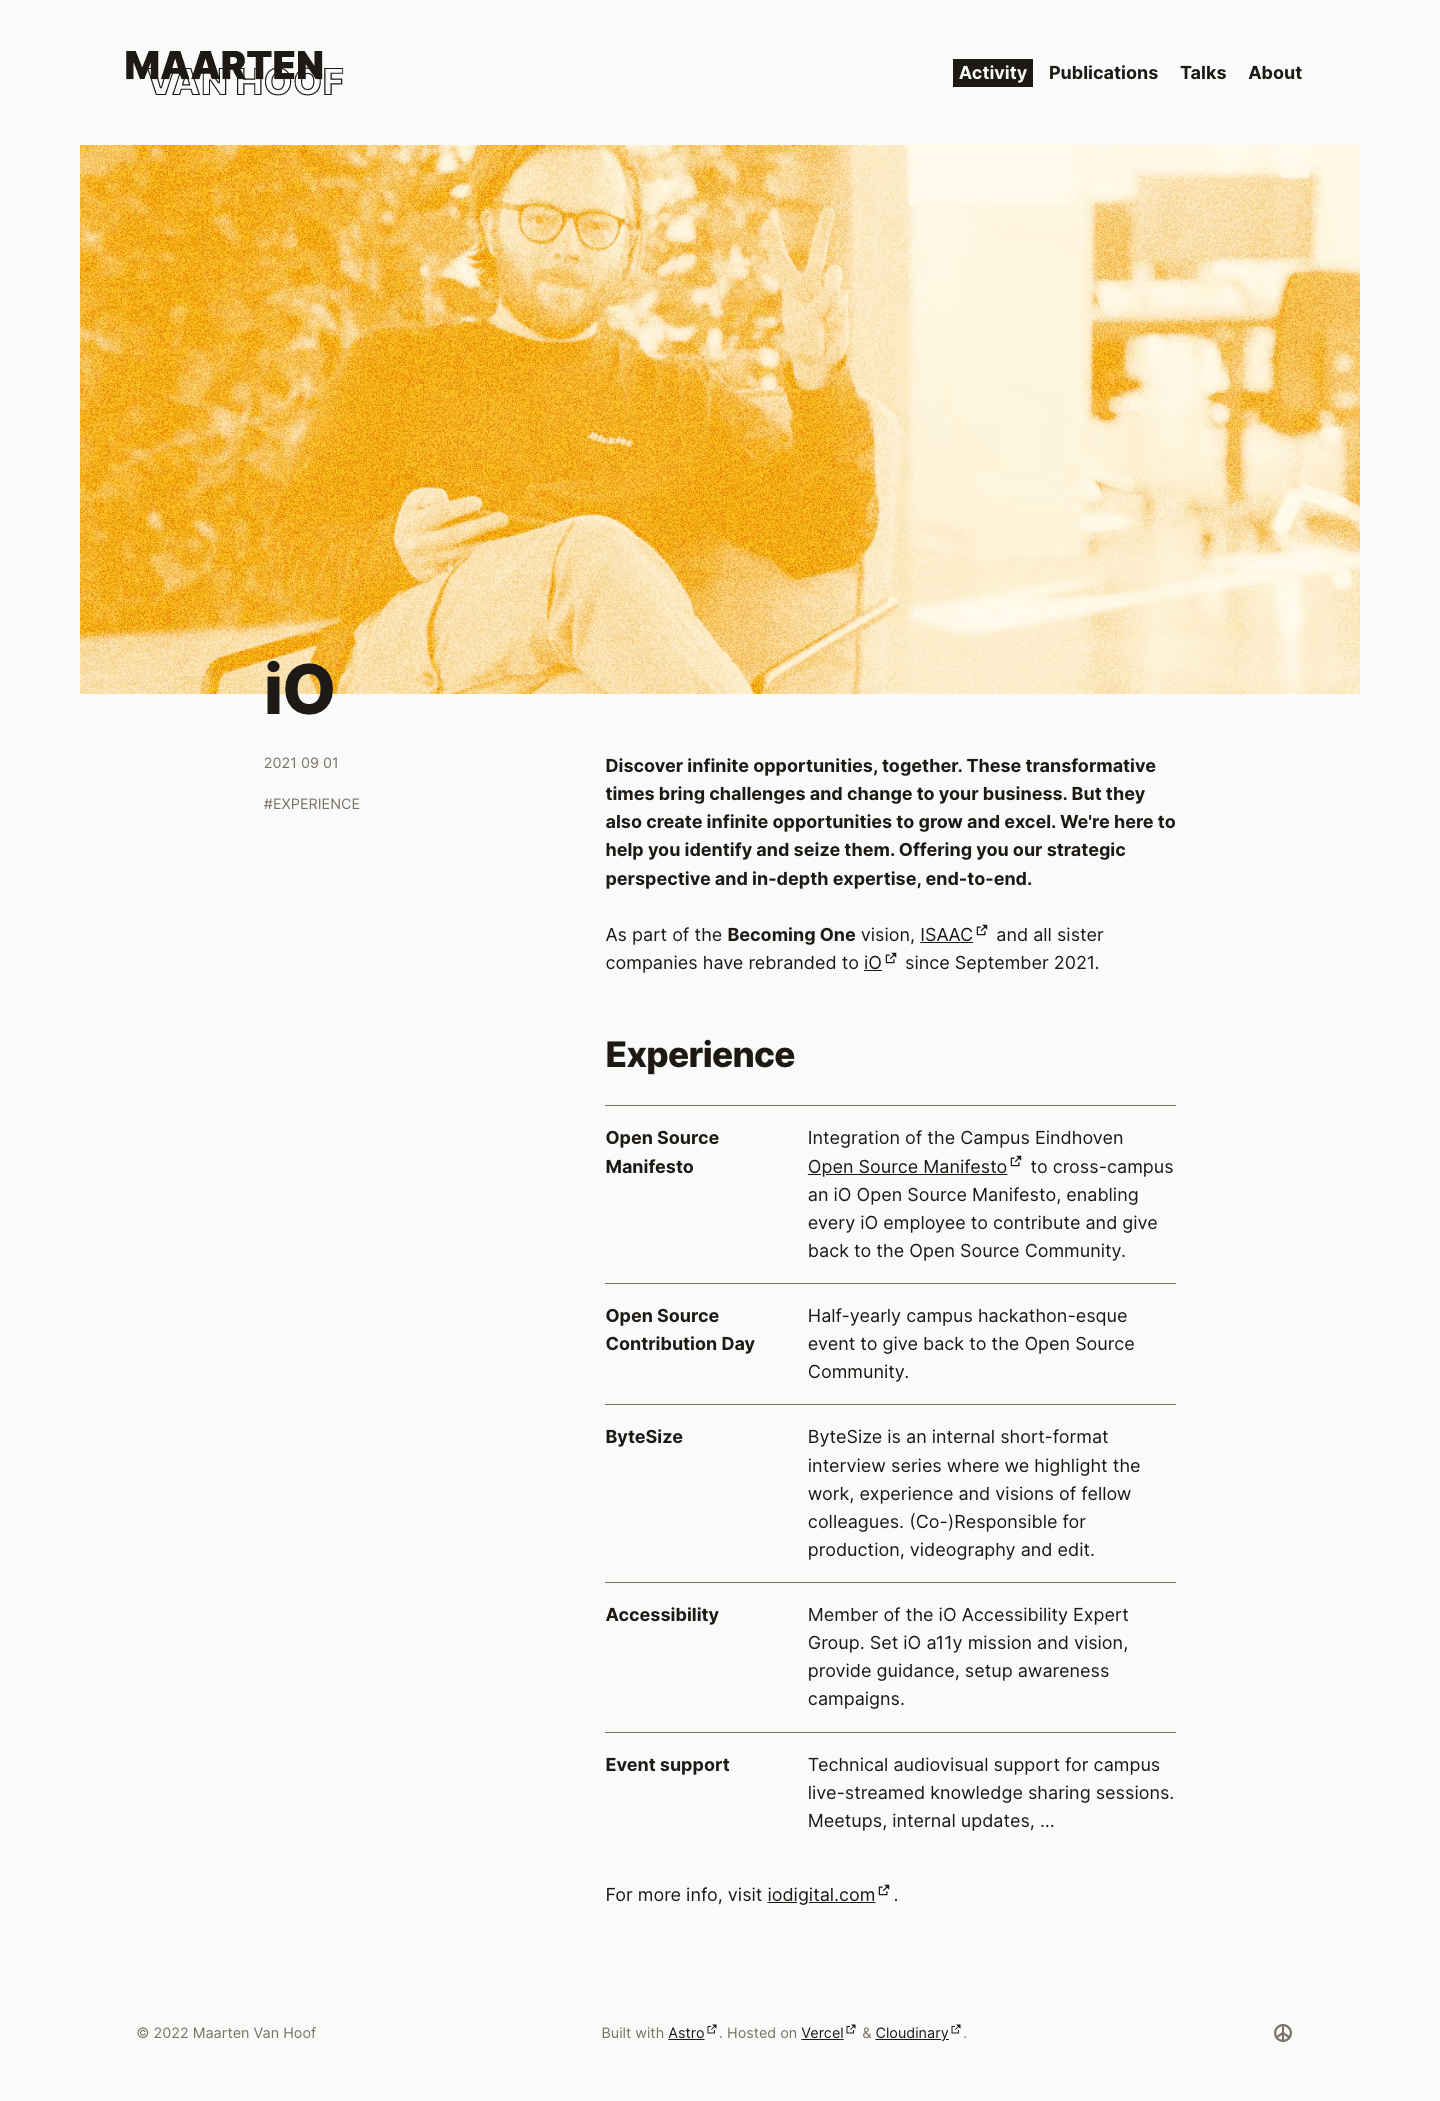 MAARTEN
VAN HOOF
Activity Publications Talks About
iO
2021 09 01
#EXPERIENCE
Discover infinite opportunities, together. These transformative
times bring challenges and change to your business. But they
also create infinite opportunities to grow and excel. We're here to
help you identify and seize them. Offering you our strategic
perspective and in-depth expertise, end-to-end.
As part of the Becoming One vision, ISAAC and all sister
companies have rebranded to iO since September 2021.
Experience
Open Source
Manifesto
Integration of the Campus Eindhoven
Open Source Manifesto to cross-campus
an iO Open Source Manifesto, enabling
every iO employee to contribute and give
back to the Open Source Community.
Open Source
Contribution Day
Half-yearly campus hackathon-esque
event to give back to the Open Source
Community.
ByteSize
ByteSize is an internal short-format
interview series where we highlight the
work, experience and visions of fellow
colleagues. (Co-)Responsible for
production, videography and edit.
Accessibility
Member of the iO Accessibility Expert
Group. Set iO a11y mission and vision,
provide guidance, setup awareness
campaigns.
Event support
Technical audiovisual support for campus
live-streamed knowledge sharing sessions.
Meetups, internal updates, ...
For more info, visit iodigital.com.
© 2022 Maarten Van Hoof
Built with Astro. Hosted on Vercel & Cloudinary.